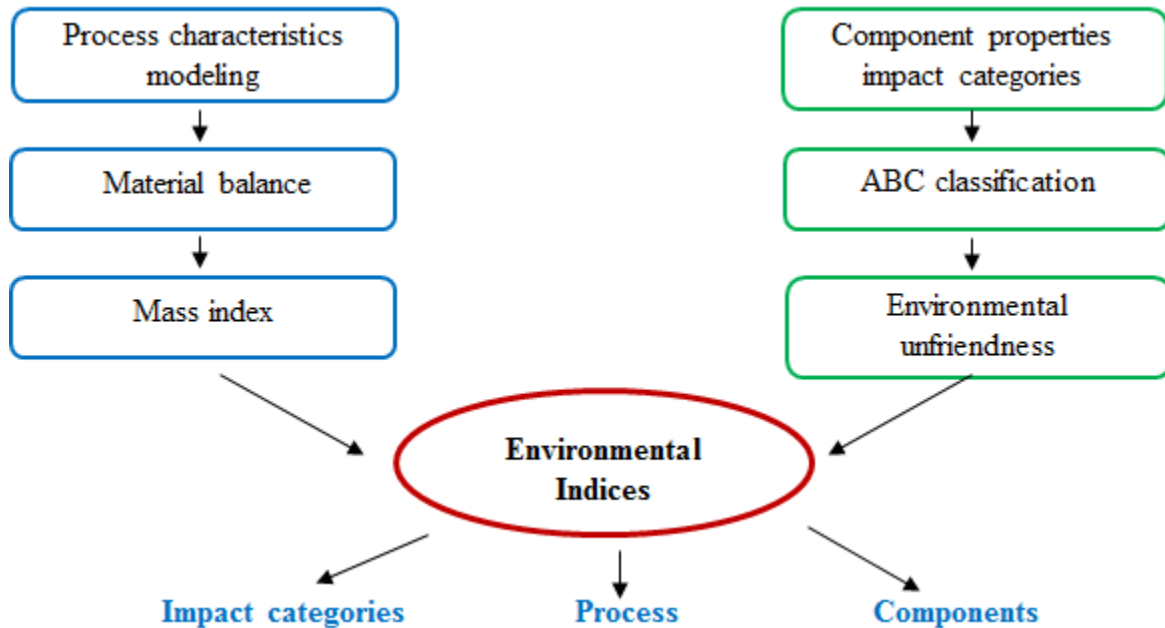 Process characteristics
modeling
Component properties
impact categories
Material balance
ABC classification
Mass index
Environmental
unfriendness
Environmental
Indices
Impact categories
Process
Components